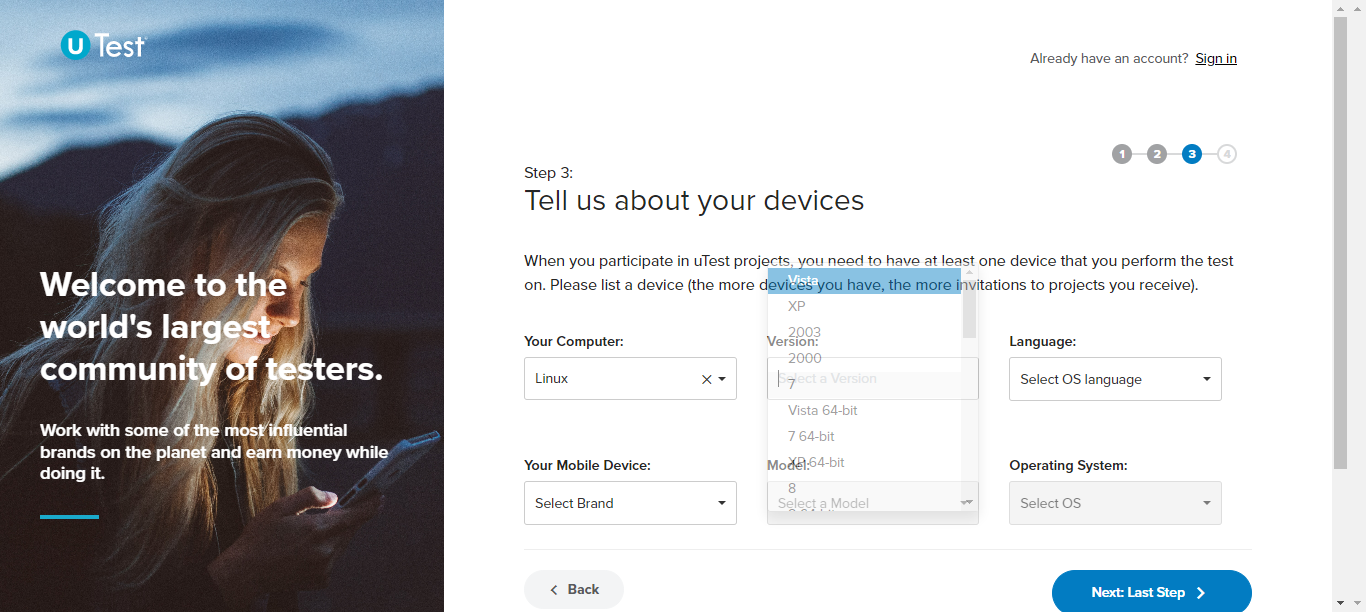 U Test
Already have an account? Sign in
1 2 3 4
Step 3:
Tell us about your devices
When you participate in uTest projects, you need to have at least one device that you perform the test
on. Please list a device (the more devices you have, the more invitations to projects you receive).
Welcome to the
world's largest
community of testers.
Work with some of the most influential
brands on the planet and earn money while
doing it.
Your Computer:
Linux
Version:
Select a Version
Vista
XP
2003
2000
7
Vista 64-bit
7 64-bit
XP 64-bit
8
Language:
Select OS language
Your Mobile Device:
Select Brand
Model:
Select a Model
Operating System:
Select OS
Back
Next: Last Step